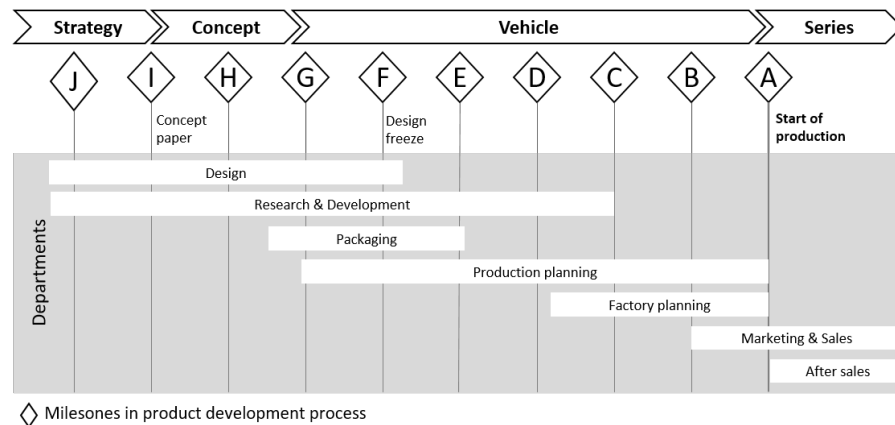 Strategy Concept Vehicle Series
J I H G F E D C B A
Concept
paper
Design
freeze
Start of
production
Departments
Design
Research & Development
Packaging
Production planning
Factory planning
Marketing & Sales
After sales
Milesones in product development process